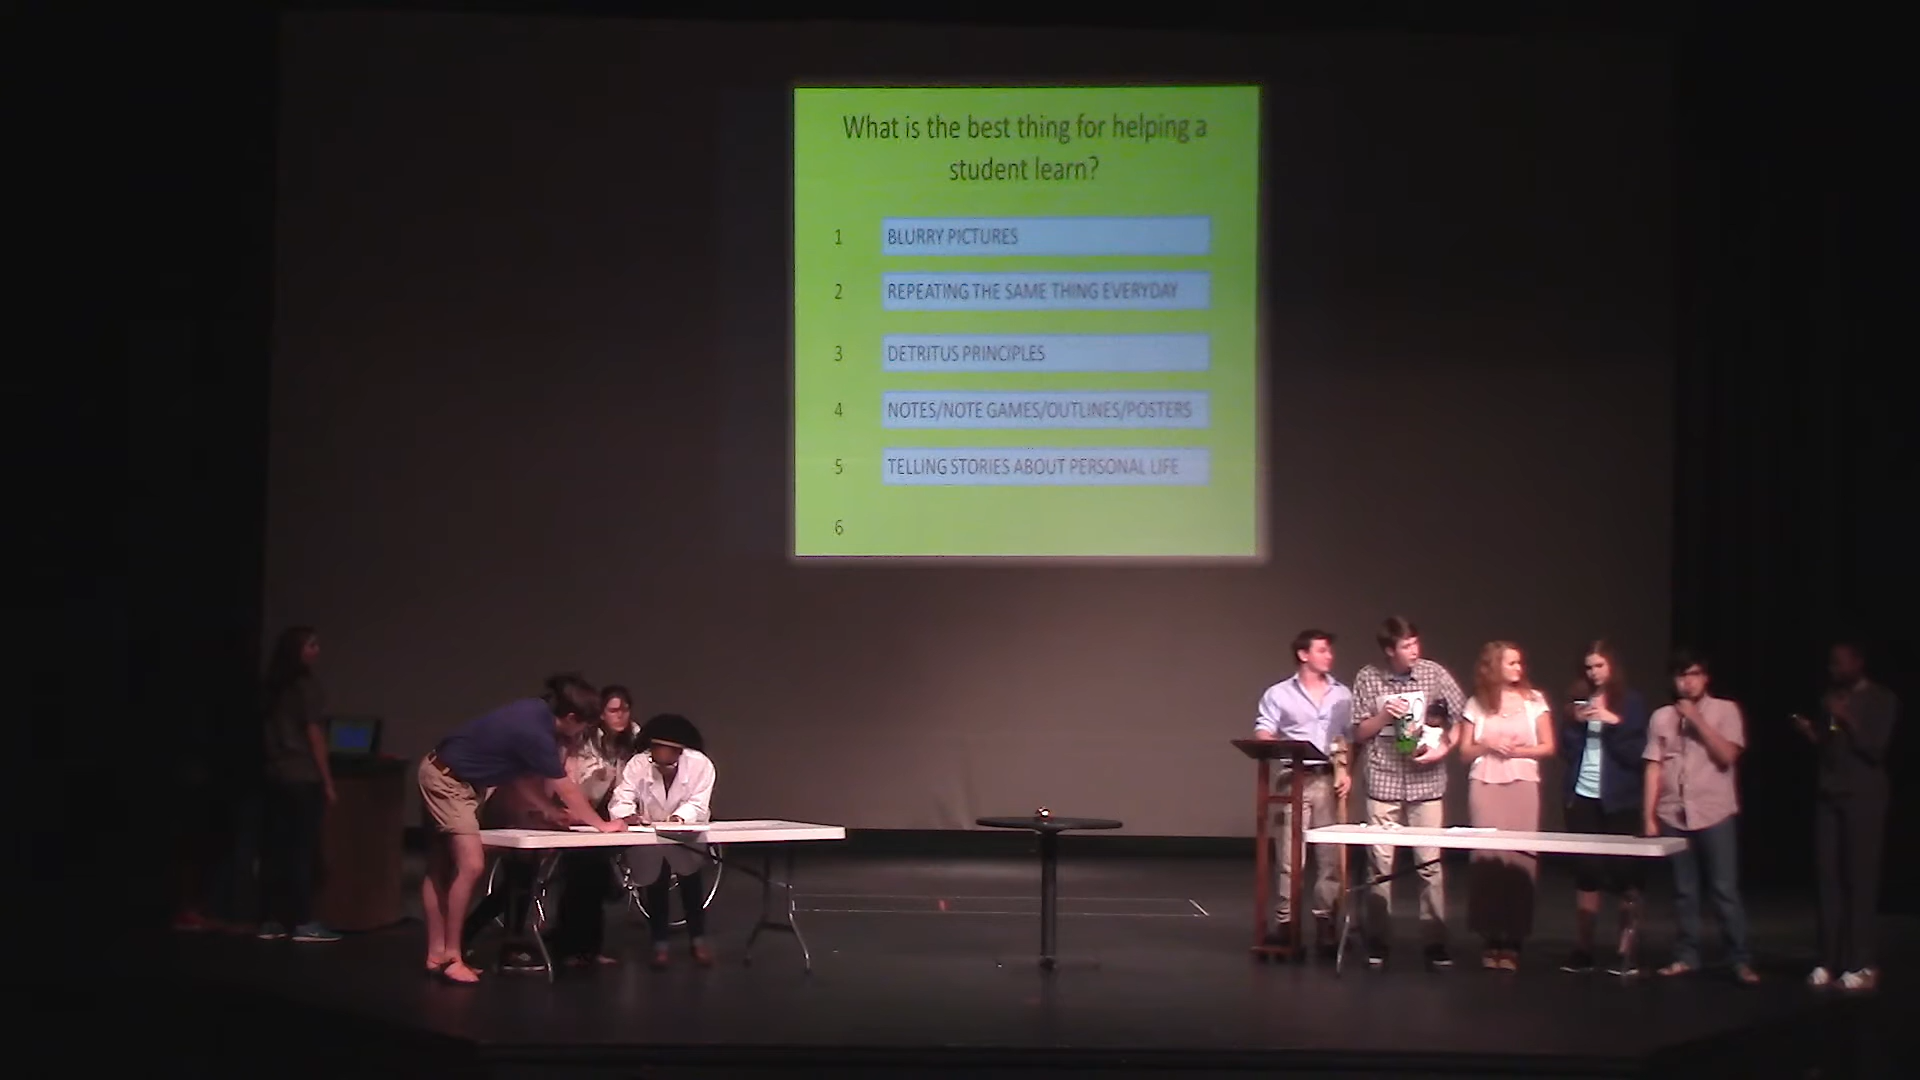 What is the best thing for helping a
student learn?
1 BLURRY PICTURES
2 REPEATING THE SAME THING EVERYDAY
3 DETRITUS PRINCIPLES
4 NOTES/NOTE GAMES/OUTLINES/POSTERS
5 TELLING STORIES ABOUT PERSONAL LIFE
6